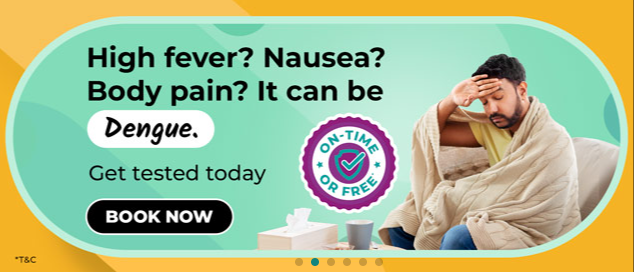 High fever? Nausea?
Body pain? It can be
Dengue.
Get tested today
BOOK NOW
ON-TIME
OR FREE*
*T&C